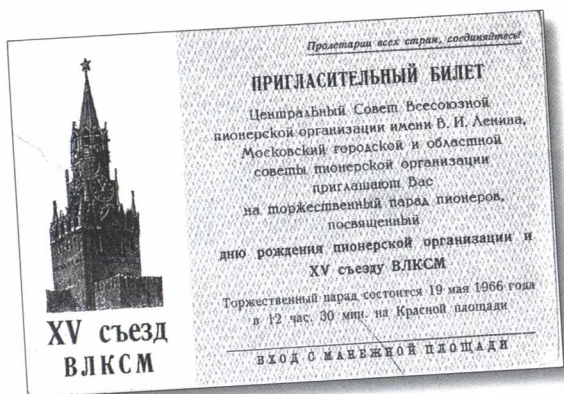 Пролетарии всех стран, соединяйтесь!
ПРИГЛАСИТЕЛЬНЫЙ БИЛЕТ
Центральный Совет Всесоюзной
пионерской организации имени В. И. Ленина,
Московский городской и областной
советы пионерской организации
приглашают Вас
на торжественный парад пионеров,
посвященный
дню рождения пионерской организации и
XV съезду ВЛКСМ
Торжественный парад состоится 19 мая 1966 года
в 12 час. 30 мин. на Красной площади
ВХОД С МАНЕЖНОЙ ПЛОЩАДИ
XV съезд
ВЛКСМ